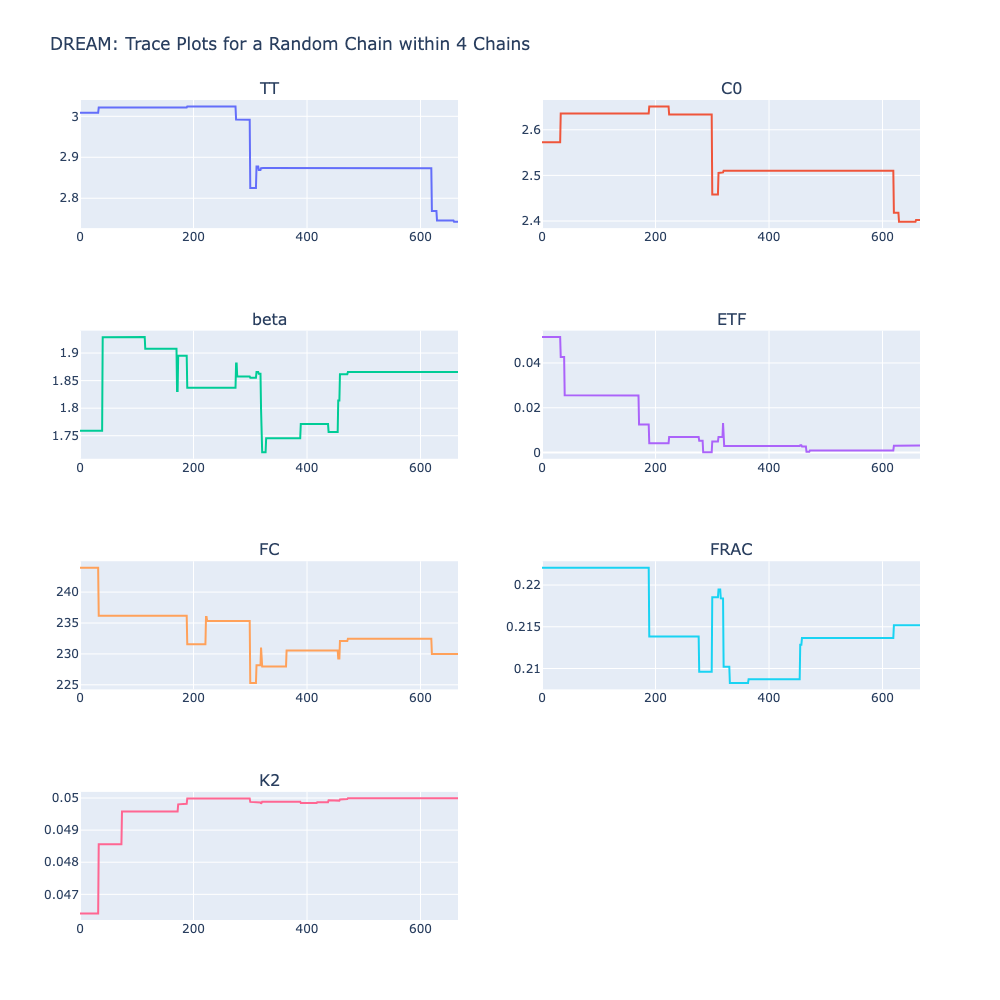 DREAM: Trace Plots for a Random Chain within 4 Chains
TT
C0
3
2.9
2.8
0 200 400 600
2.6
2.5
2.4
0 200 400 600
beta
ETF
1.9
1.85
1.8
1.75
0 200 400 600
0.04
0.02
0
0 200 400 600
FC
FRAC
240
235
230
225
0 200 400 600
0.22
0.215
0.21
0 200 400 600
K2
0.05
0.049
0.048
0.047
0 200 400 600